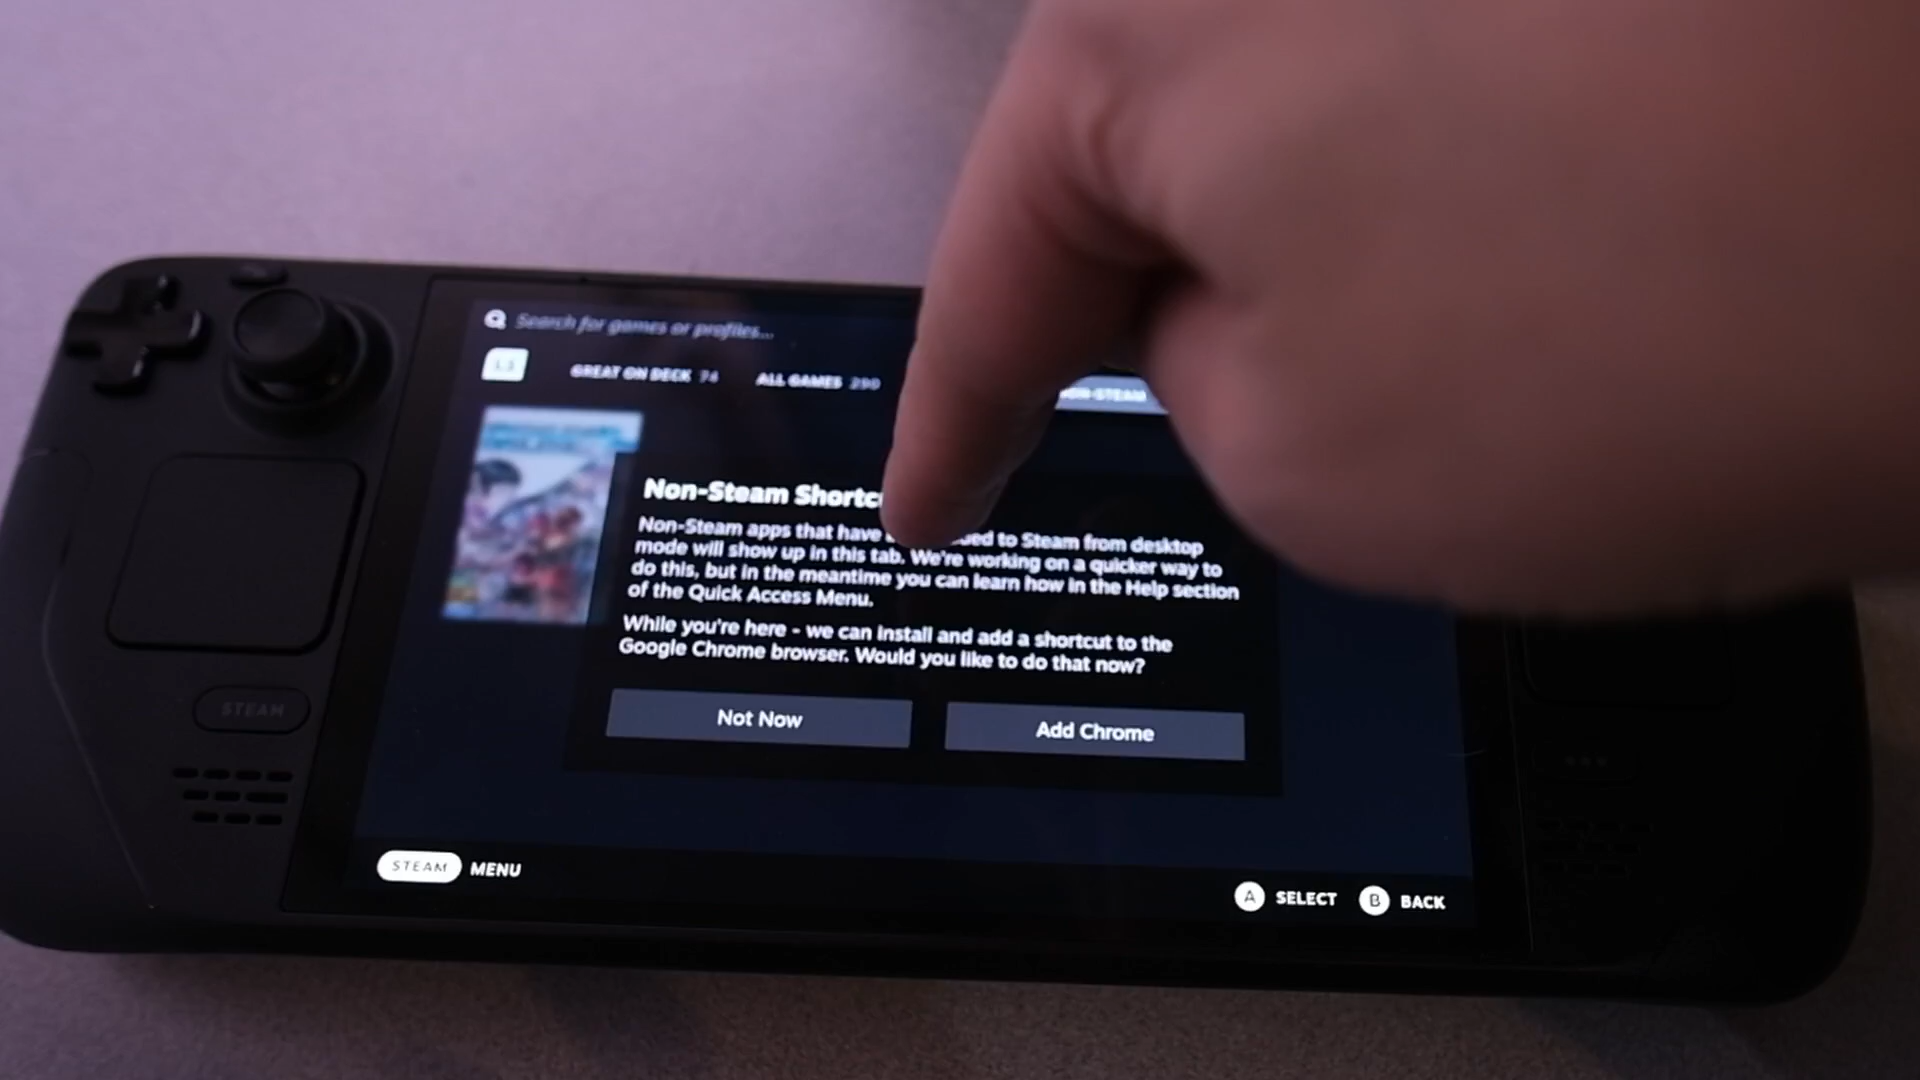 Search for games or profiles...
L1 GREAT ON DECK 74 ALL GAMES 290 NON-STEAM
Non-Steam Shortc
Non-Steam apps that have to Steam from desktop
mode will show up in this tab. We're working on a quicker way to
do this, but in the meantime you can learn how in the Help section
of the Quick Access Menu.
While you're here - we can install and add a shortcut to the
Google Chrome browser. Would you like to do that now?
Not Now Add Chrome
STEAM
STEAM MENU
A SELECT B BACK